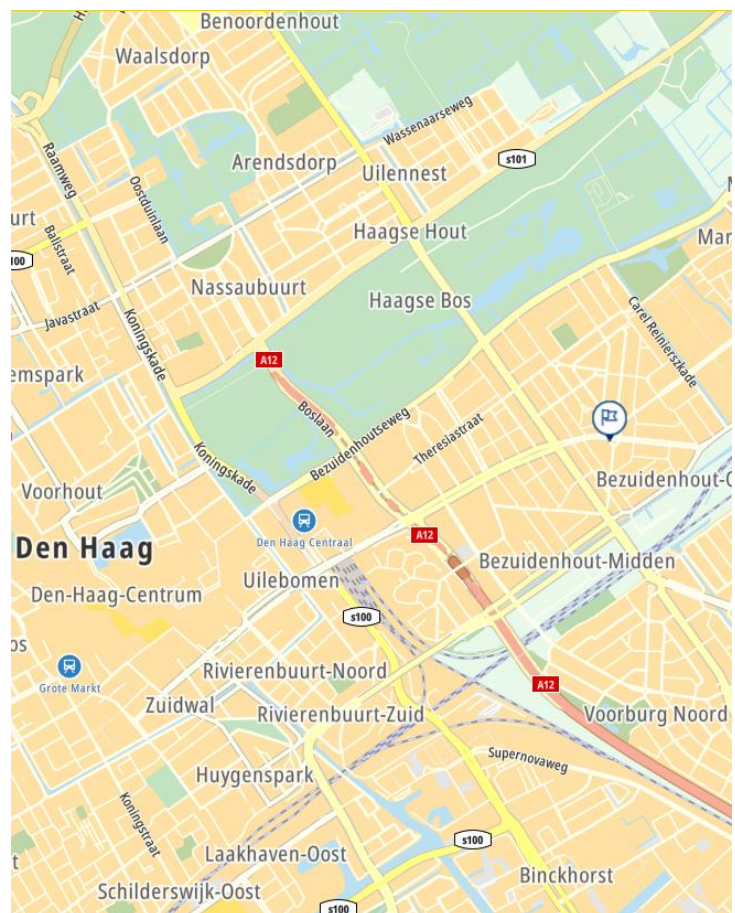 Benoordenhout
Waalsdorp
Wassenaarseweg
s101
Raamweg
Arendsdorp
Uilennest
Oostduinlaan
Balistraat
Haagse Hout
Nassaubuurt
Haagse Bos
Javastraat
Koningskade
Carel Reinierszkade
A12
Boslaan
Bezuidenhoutseweg
Theresiastraat
Koningskade
Voorhout
Den Haag Centraal
Den Haag
A12
Bezuidenhout-Midden
Uilebomen
Den-Haag-Centrum
s100
Grote Markt
Rivierenbuurt-Noord
A12
Zuidwal
Rivierenbuurt-Zuid
Voorburg Noord
Supernovaweg
Huygenspark
Koningstraat
s100
Laakhaven-Oost
Binckhorst
Schilderswijk-Oost
s100